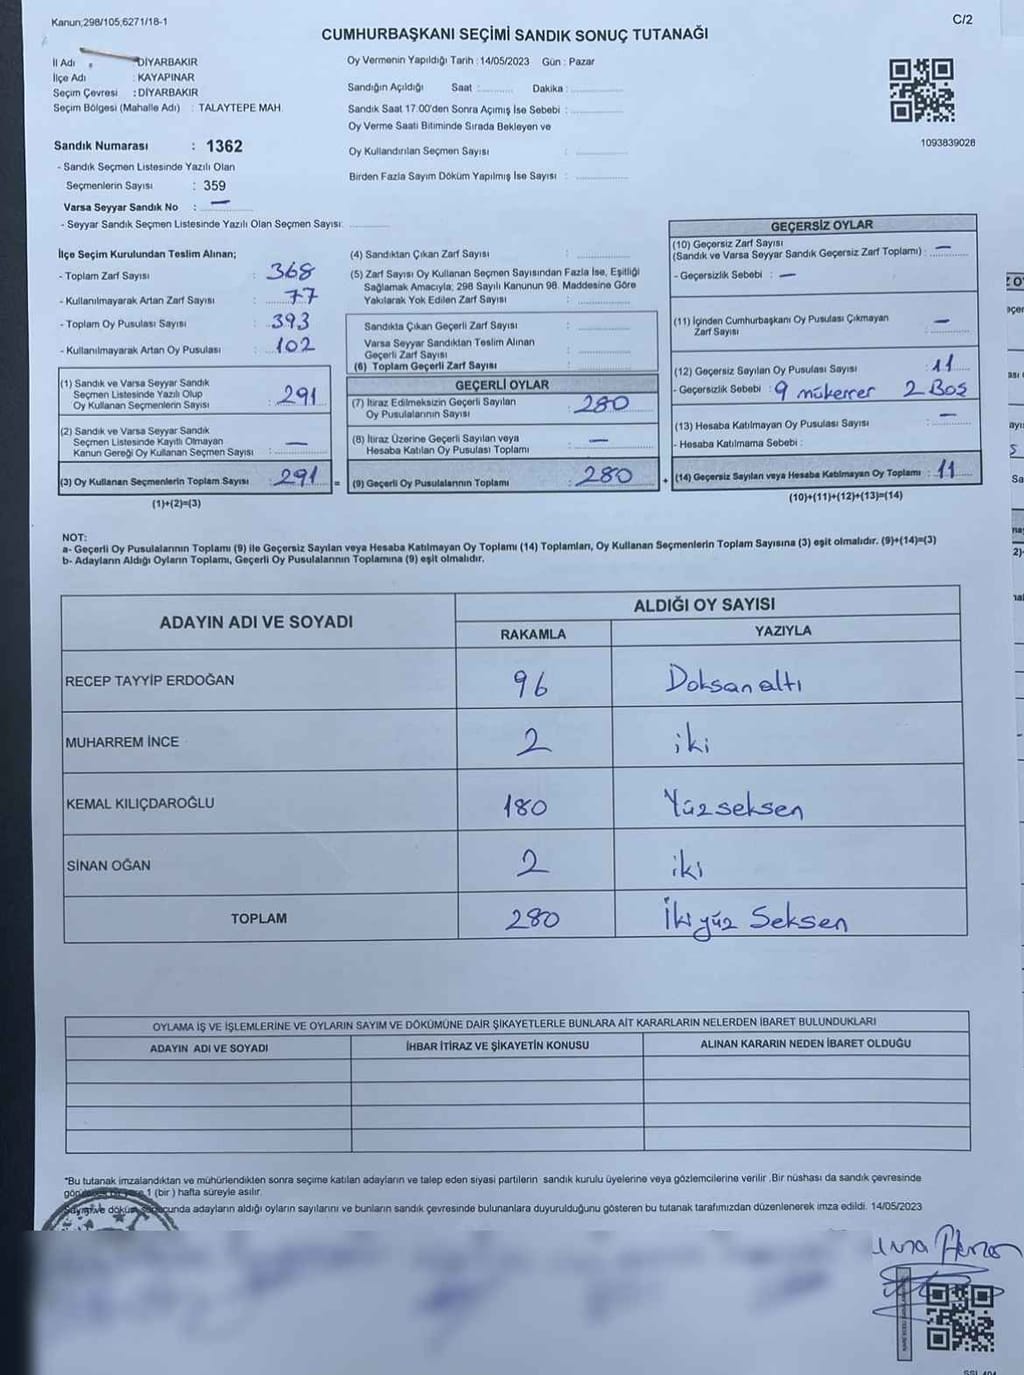 Kanun;298/105,6271/18-1
C/2
CUMHURBAŞKANI SEÇİMİ SANDIK SONUÇ TUTANAĞI
İl Adı : DİYARBAKIR
İlçe Adı : KAYAPINAR
Seçim Çevresi : DİYARBAKIR
Seçim Bölgesi (Mahalle Adı) : TALAYTEPE MAH.
Oy Vermenin Yapıldığı Tarih : 14/05/2023 Gün : Pazar
Sandığın Açıldığı Saat : Dakika :
Sandık Saat 17:00'den Sonra Açımış İse Sebebi :
Oy Verme Saati Bitiminde Sırada Bekleyen ve
Oy Kullandırılan Seçmen Sayısı :
Birden Fazla Sayım Döküm Yapılmış İse Sayısı :
1093839028
Sandık Numarası : 1362
- Sandık Seçmen Listesinde Yazılı Olan
Seçmenlerin Sayısı : 359
Varsa Seyyar Sandık No : —
- Seyyar Sandık Seçmen Listesinde Yazılı Olan Seçmen Sayısı:
İlçe Seçim Kurulundan Teslim Alınan;
- Toplam Zarf Sayısı : 368
- Kullanılmayarak Artan Zarf Sayısı : 77
- Toplam Oy Pusulası Sayısı : 393
- Kullanılmayarak Artan Oy Pusulası : 102
(1) Sandık ve Varsa Seyyar Sandık
Seçmen Listesinde Yazılı Olup
Oy Kullanan Seçmenlerin Sayısı : 291
(2) Sandık ve Varsa Seyyar Sandık
Seçmen Listesinde Kayıtlı Olmayan
Kanun Gereği Oy Kullanan Seçmen Sayısı : —
(3) Oy Kullanan Seçmenlerin Toplam Sayısı : 291 =
(1)+(2)=(3)
(4) Sandıktan Çıkan Zarf Sayısı :
(5) Zarf Sayısı Oy Kullanan Seçmen Sayısından Fazla İse, Eşitliği
Sağlamak Amacıyla; 298 Sayılı Kanunun 98. Maddesine Göre
Yakılarak Yok Edilen Zarf Sayısı :
Sandıkta Çıkan Geçerli Zarf Sayısı :
Varsa Seyyar Sandıktan Teslim Alınan
Geçerli Zarf Sayısı :
(6) Toplam Geçerli Zarf Sayısı :
GEÇERLİ OYLAR
(7) İtiraz Edilmeksizin Geçerli Sayılan
Oy Pusulalarının Sayısı : 280
(8) İtiraz Üzerine Geçerli Sayılan veya
Hesaba Katılan Oy Pusulası Toplamı : —
(9) Geçerli Oy Pusulalarının Toplamı : 280 +
GEÇERSİZ OYLAR
(10) Geçersiz Zarf Sayısı
(Sandık ve Varsa Seyyar Sandık Geçersiz Zarf Toplamı) : —
- Geçersizlik Sebebi : —
(11) İçinden Cumhurbaşkanı Oy Pusulası Çıkmayan
Zarf Sayısı : —
(12) Geçersiz Sayılan Oy Pusulası Sayısı : 11
- Geçersizlik Sebebi : 9 mükerrer 2 Boş
(13) Hesaba Katılmayan Oy Pusulası Sayısı : —
- Hesaba Katılmama Sebebi :
(14) Geçersiz Sayılan veya Hesaba Katılmayan Oy Toplamı : 11
(10)+(11)+(12)+(13)=(14)
NOT:
a- Geçerli Oy Pusulalarının Toplamı (9) ile Geçersiz Sayılan veya Hesaba Katılmayan Oy Toplamı (14) Toplamları, Oy Kullanan Seçmenlerin Toplam Sayısına (3) eşit olmalıdır. (9)+(14)=(3)
b- Adayların Aldığı Oyların Toplamı, Geçerli Oy Pusulalarının Toplamına (9) eşit olmalıdır.
ADAYIN ADI VE SOYADI
ALDIĞI OY SAYISI
RAKAMLA YAZIYLA
RECEP TAYYİP ERDOĞAN 96 Doksanaltı
MUHARREM İNCE 2 iki
KEMAL KILIÇDAROĞLU 180 Yüzseksen
SİNAN OĞAN 2 iki
TOPLAM 280 İkiyüz Seksen
OYLAMA İŞ VE İŞLEMLERİNE VE OYLARIN SAYIM VE DÖKÜMÜNE DAİR ŞİKAYETLERLE BUNLARA AİT KARARLARIN NELERDEN İBARET BULUNDUKLARI
ADAYIN ADI VE SOYADI İHBAR İTİRAZ VE ŞİKAYETİN KONUSU ALINAN KARARIN NEDEN İBARET OLDUĞU
*Bu tutanak imzalandıktan ve mühürlendikten sonra seçime katılan adayların ve talep eden siyasi partilerin sandık kurulu üyelerine veya gözlemcilerine verilir .Bir nüshası da sandık çevresinde
1 (bir ) hafta süreyle asılır.
döküm adayların aldığı oyların sayılarını ve bunların sandık çevresinde bulunanlara duyurulduğunu gösteren bu tutanak tarafımızdan düzenlenerek imza edildi. 14/05/2023